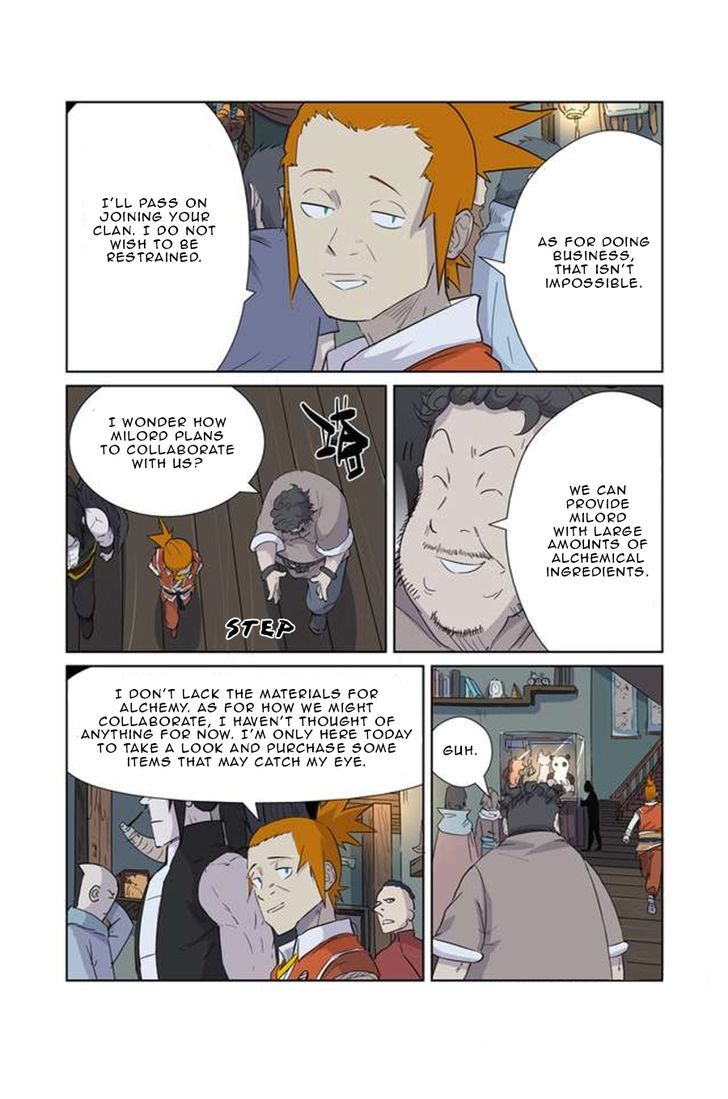 I'LL PASS ON
JOINING YOUR
CLAN. I DO NOT
WISH TO BE
RESTRAINED.
AS FOR DOING
BUSINESS,
THAT ISN'T
IMPOSSIBLE.
I WONDER HOW
MILORD PLANS
TO COLLABORATE
WITH US?
STEP
WE CAN
PROVIDE
MILORD
WITH LARGE
AMOUNTS OF
ALCHEMICAL
INGREDIENTS.
I DON'T LACK THE MATERIALS FOR
ALCHEMY. AS FOR HOW WE MIGHT
COLLABORATE, I HAVEN'T THOUGHT OF
ANYTHING FOR NOW. I'M ONLY HERE TODAY
TO TAKE A LOOK AND PURCHASE SOME
ITEMS THAT MAY CATCH MY EYE.
GUH.